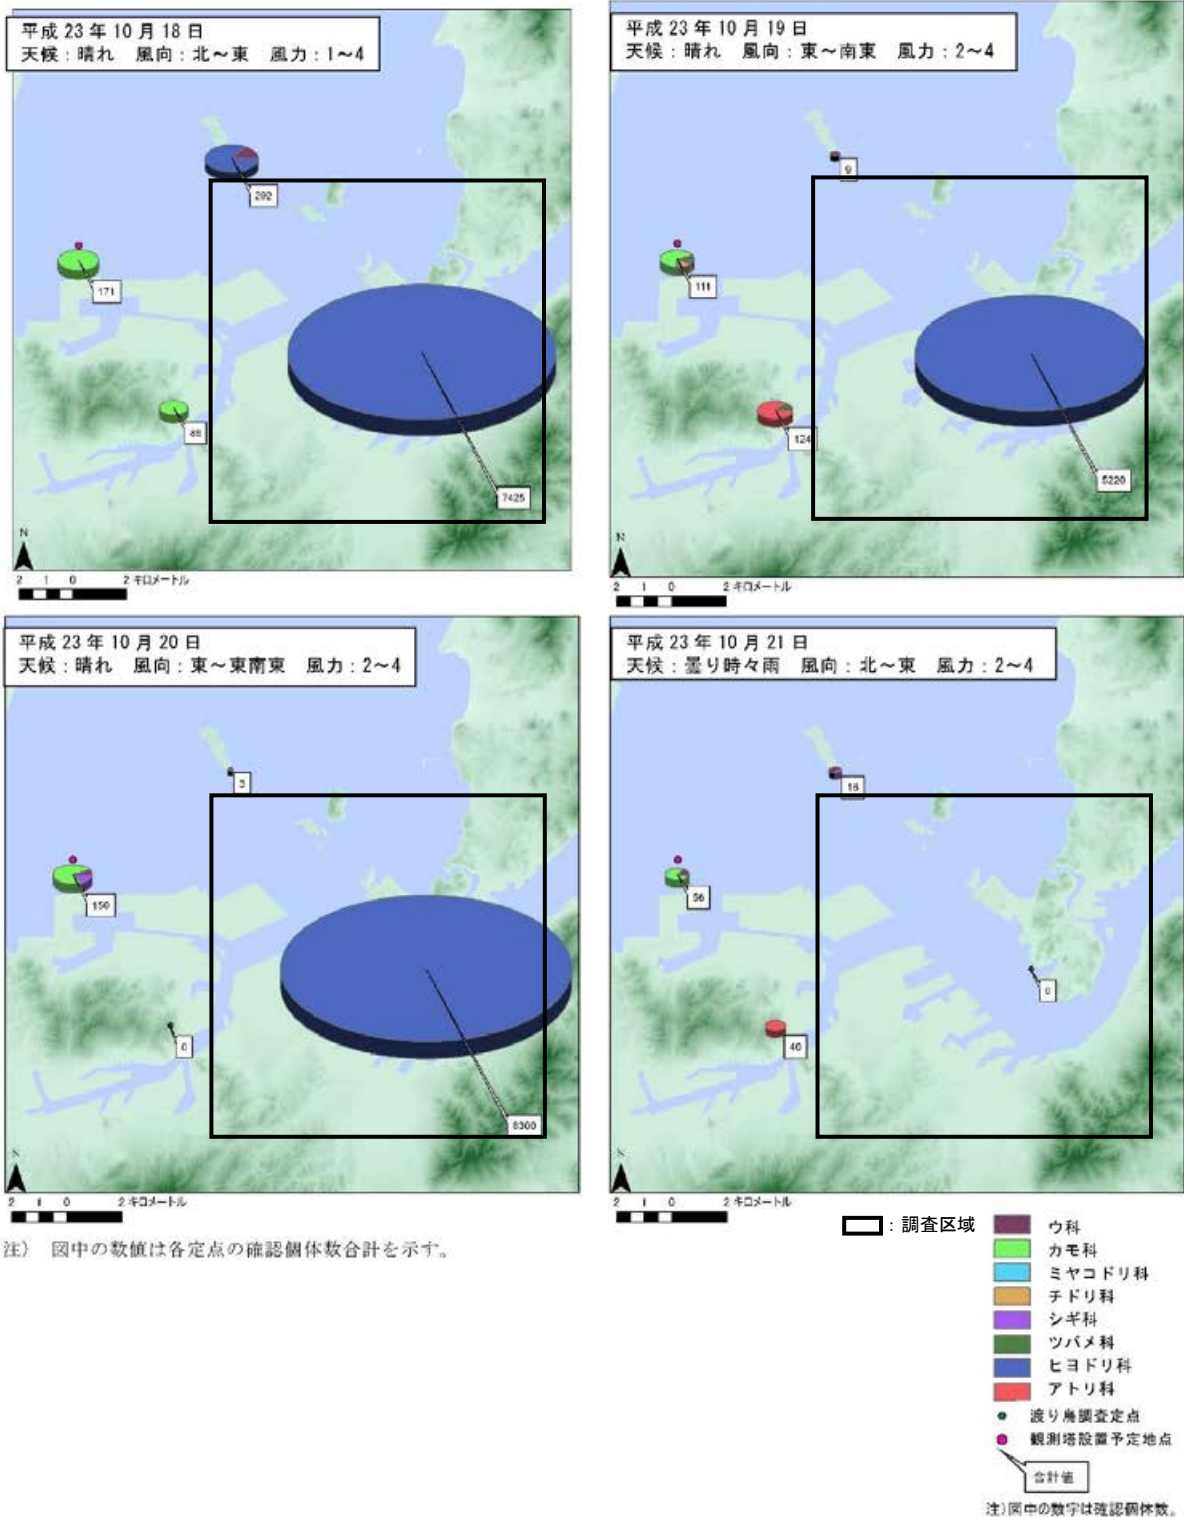 平成 23 年 10 月 18 日
天候：晴れ　風向：北～東　風力：1～4
292
171
7425
N
2 1 0 2 キロメートル
平成 23 年 10 月 19 日
天候：晴れ　風向：東～南東　風力：2～4
9
111
124
5220
N
2 1 0 2 キロメートル
平成 23 年 10 月 20 日
天候：晴れ　風向：東～東南東　風力：2～4
3
150
0
N
2 1 0 2 キロメートル
平成 23 年 10 月 21 日
天候：曇り時々雨　風向：北～東　風力：2～4
56
0
N
2 1 0 2 キロメートル
注）　図中の数値は各定点の確認個体数合計を示す。
：調査区域
ウ科
カモ科
ミヤコドリ科
チドリ科
シギ科
ツバメ科
ヒヨドリ科
アトリ科
渡り鳥調査定点
観測塔設置予定地点
合計値
注)図中の数字は確認個体数。